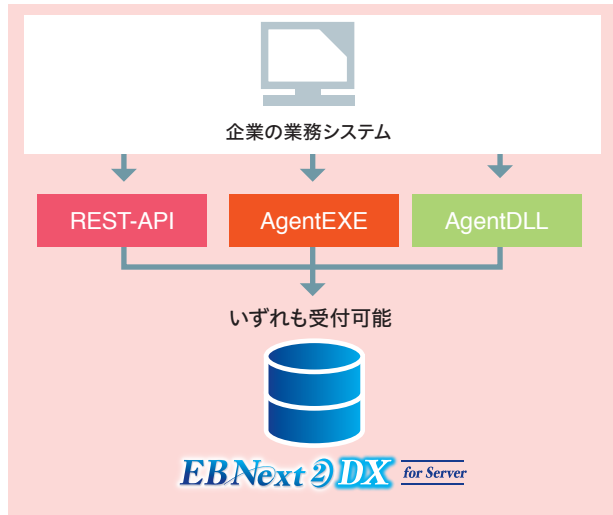 企業の業務システム
REST-API AgentEXE AgentDLL
いずれも受付可能
EBNext 2 DX for Server